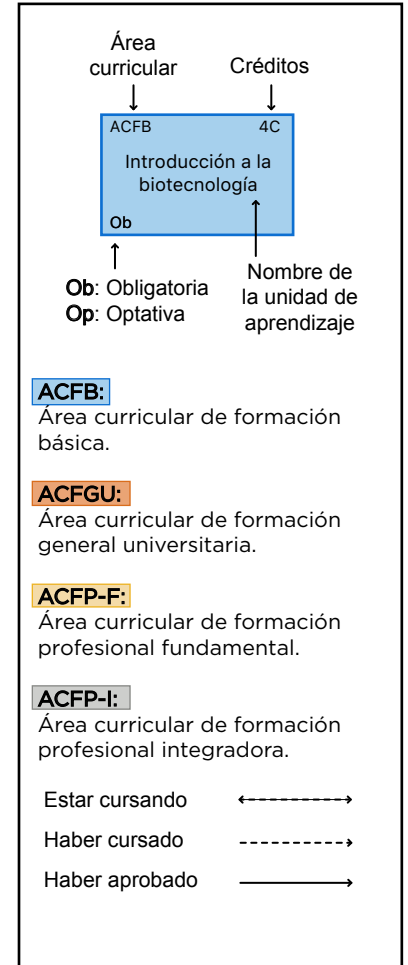 Área
curricular
Créditos
ACFB 4C
Introducción a la
biotecnología
Ob
Ob: Obligatoria
Op: Optativa
Nombre de
la unidad de
aprendizaje
ACFB:
Área curricular de formación
básica.
ACFGU:
Área curricular de formación
general universitaria.
ACFP-F:
Área curricular de formación
profesional fundamental.
ACFP-I:
Área curricular de formación
profesional integradora.
Estar cursando
Haber cursado
Haber aprobado